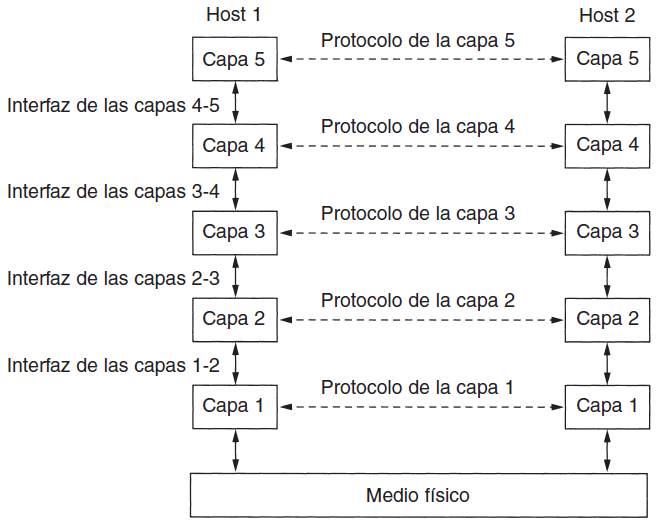 Host 1
Host 2
Capa 5
Protocolo de la capa 5
Capa 5
Interfaz de las capas 4-5
Capa 4
Protocolo de la capa 4
Capa 4
Interfaz de las capas 3-4
Capa 3
Protocolo de la capa 3
Capa 3
Interfaz de las capas 2-3
Capa 2
Protocolo de la capa 2
Capa 2
Interfaz de las capas 1-2
Capa 1
Protocolo de la capa 1
Capa 1
Medio físico